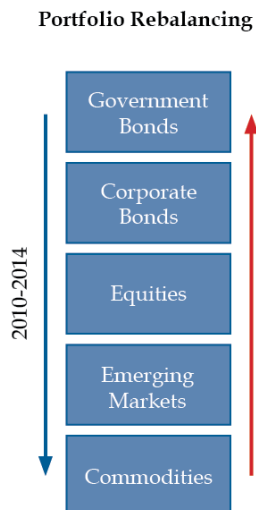 Portfolio Rebalancing
Government
Bonds
Corporate
Bonds
Equities
Emerging
Markets
Commodities
2010-2014